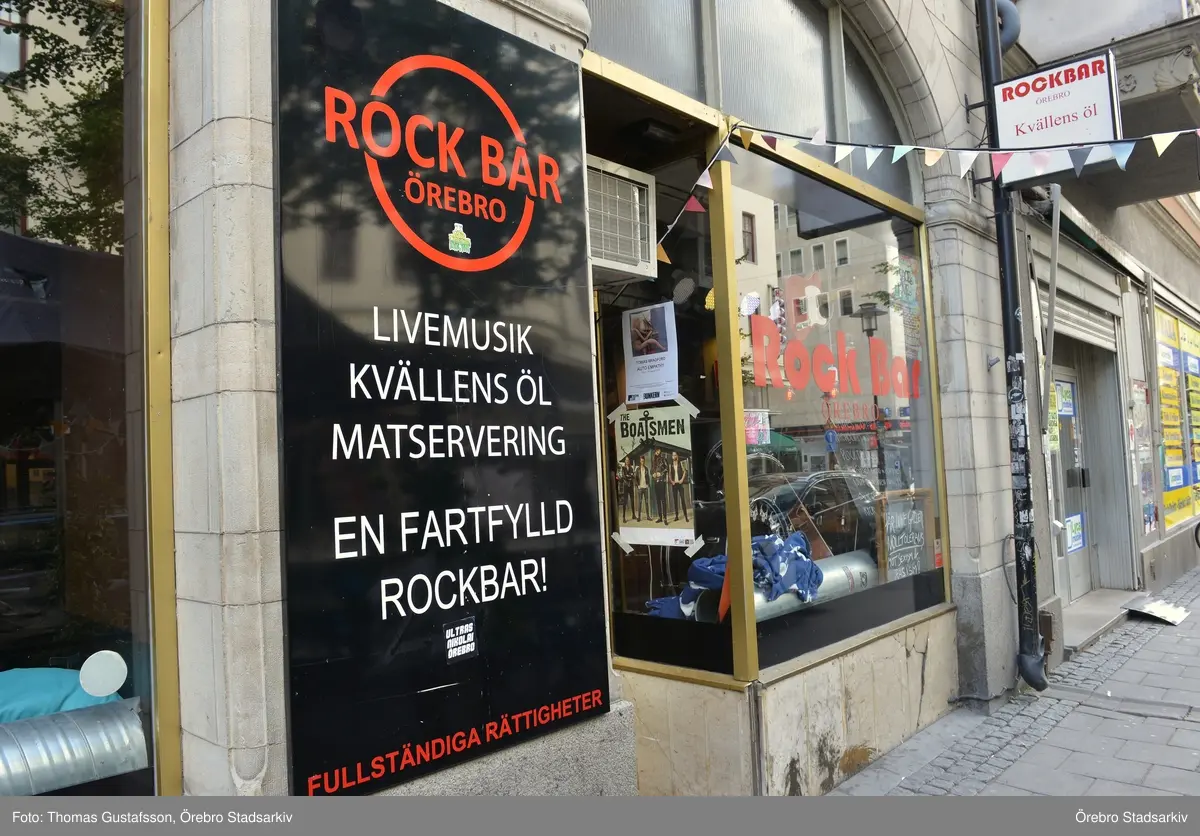 ROCK BAR
ÖREBRO
LIVEMUSIK
KVÄLLENS ÖL
MATSERVERING
EN FARTFYLLD
ROCKBAR!
ULTRAS
NIKOLAI
ÖREBRO
FULLSTÄNDIGA RÄTTIGHETER
THE
BOATSMEN
Rock Bar
ÖREBRO
ROCKBAR
ÖREBRO
Kvällens öl
Foto: Thomas Gustafsson, Örebro Stadsarkiv
Örebro Stadsarkiv